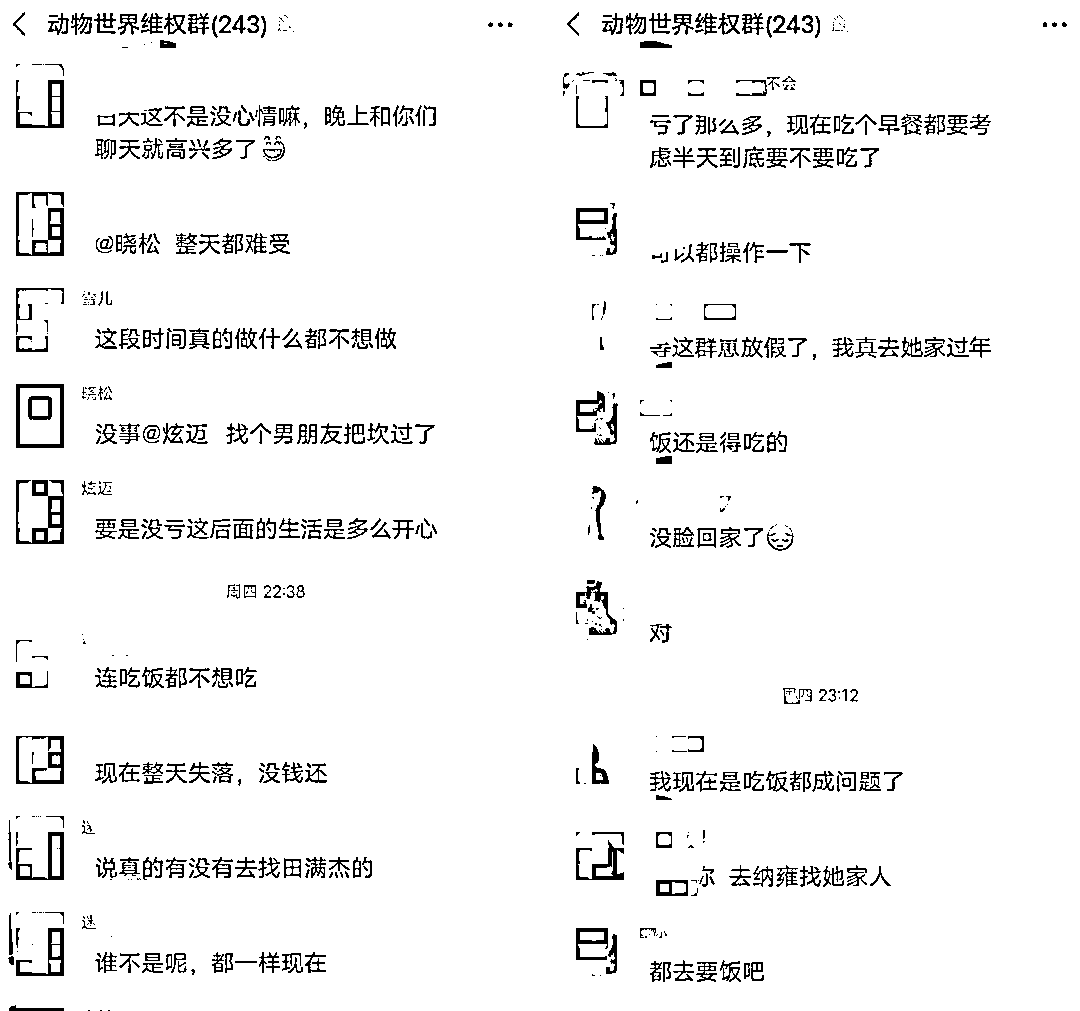 动物世界维权群(243)
白天这不是没心情嘛，晚上和你们
聊天就高兴多了😄
@晓松 整天都难受
雪儿
这段时间真的做什么都不想做
晓松
没事@炫迈 找个男朋友把坎过了
炫迈
要是没亏这后面的生活是多么开心
周四 22:38
连吃饭都不想吃
现在整天失落，没钱还
说真的有没有去找田满杰的
谁不是呢，都一样现在
动物世界维权群(243)
不会
亏了那么多，现在吃个早餐都要考
虑半天到底要不要吃了
可以都操作一下
等这群崽放假了，我真去她家过年
饭还是得吃的
没脸回家了😔
对
周四 23:12
我现在是吃饭都成问题了
你 去纳雍找她家人
都去要饭吧